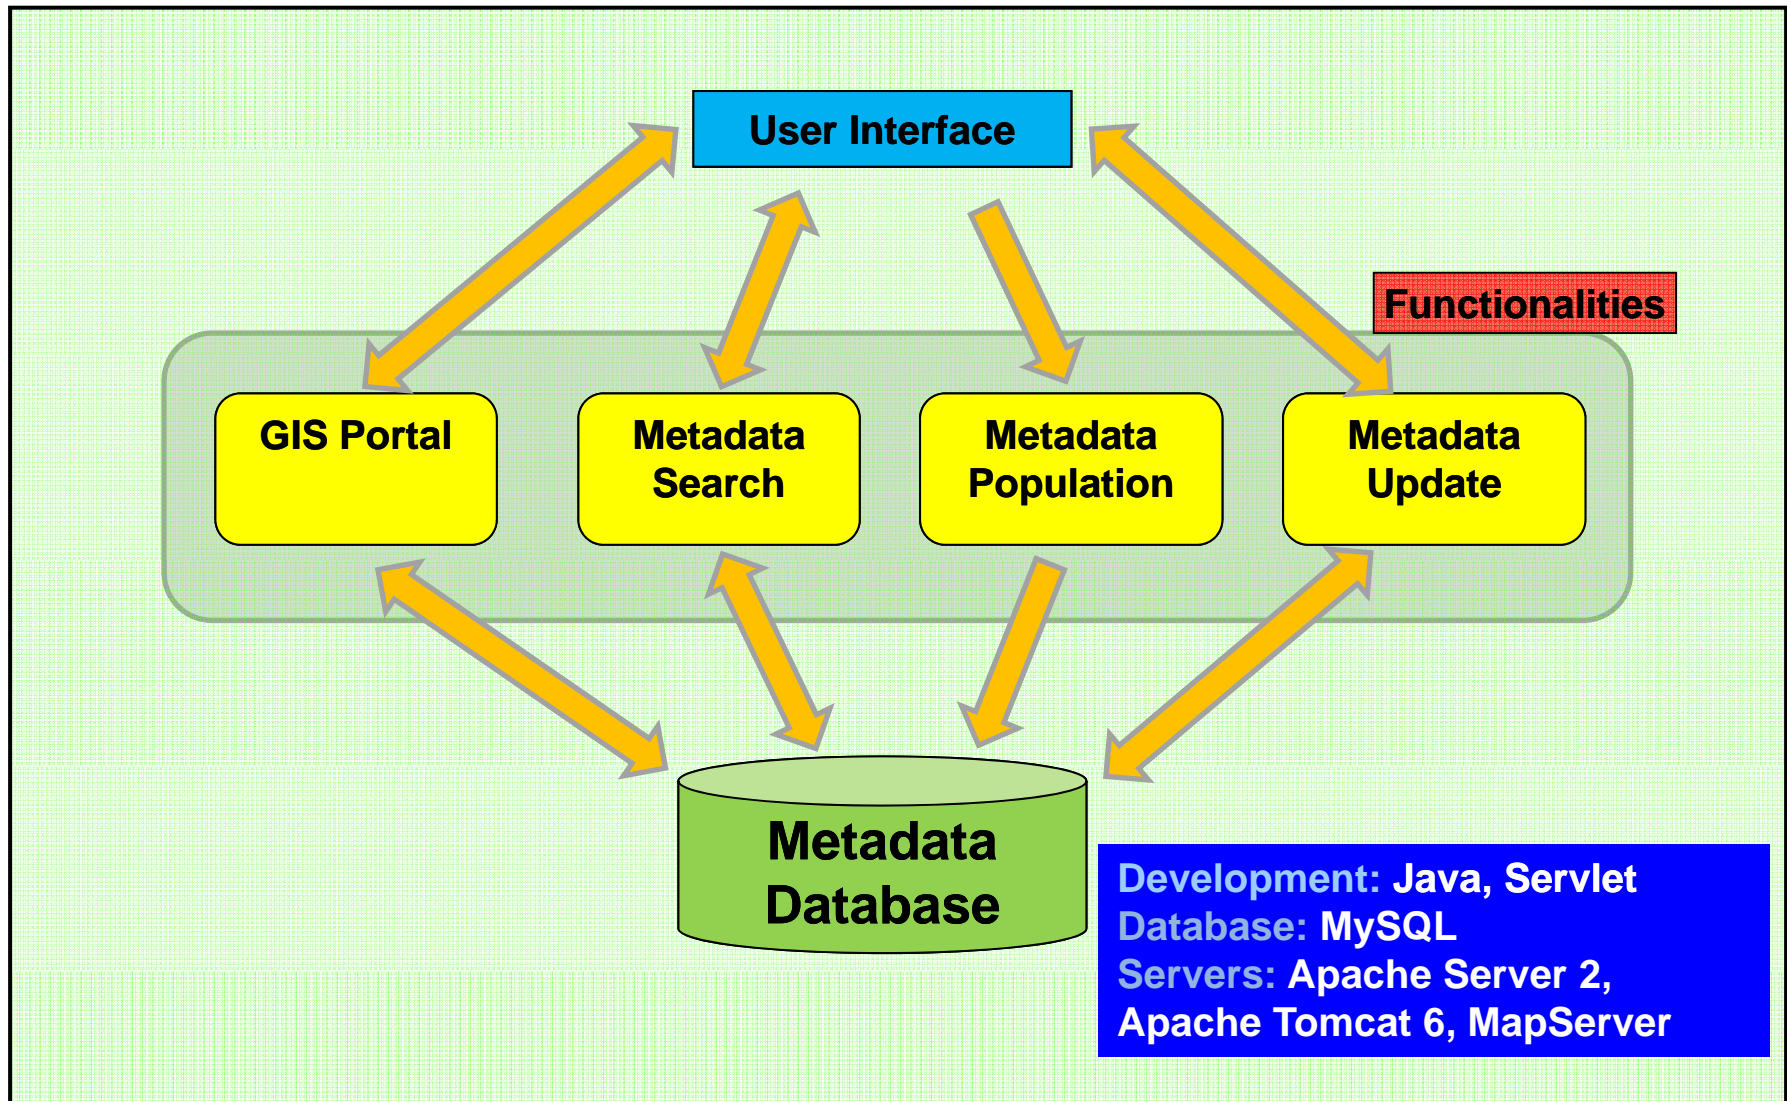 User Interface
Functionalities
GIS Portal
Metadata
Search
Metadata
Population
Metadata
Update
Metadata
Database
Development: Java, Servlet
Database: MySQL
Servers: Apache Server 2,
Apache Tomcat 6, MapServer